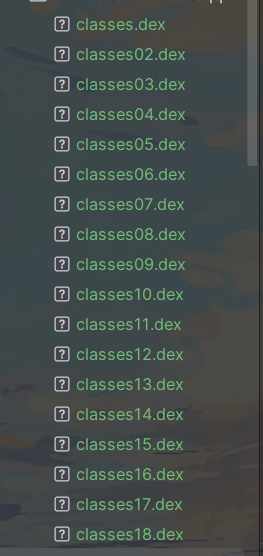 classes.dex
classes02.dex
classes03.dex
classes04.dex
classes05.dex
classes06.dex
classes07.dex
classes08.dex
classes09.dex
classes10.dex
classes11.dex
classes12.dex
classes13.dex
classes14.dex
classes15.dex
classes16.dex
classes17.dex
classes18.dex